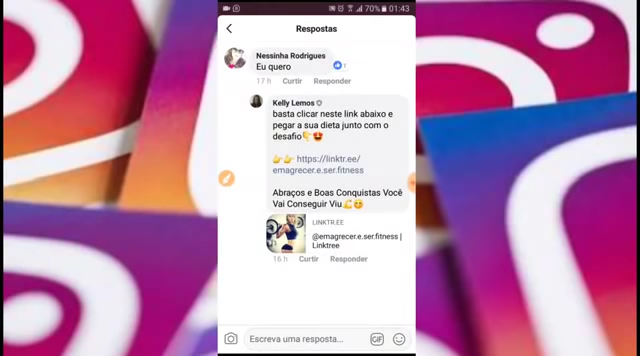 70% 01:43
Respostas
Nessinha Rodrigues
Eu quero
1
17 h Curtir Responder
Kelly Lemos
basta clicar neste link abaixo e
pegar a sua dieta junto com o
desafio👇🤩
👉👉 https://linktr.ee/
emagrecer.e.ser.fitness
Abraços e Boas Conquistas Você
Vai Conseguir Viu💪😋
LINKTR.EE
@emagrecer.e.ser.fitness |
Linktree
16 h Curtir Responder
Escreva uma resposta... GIF